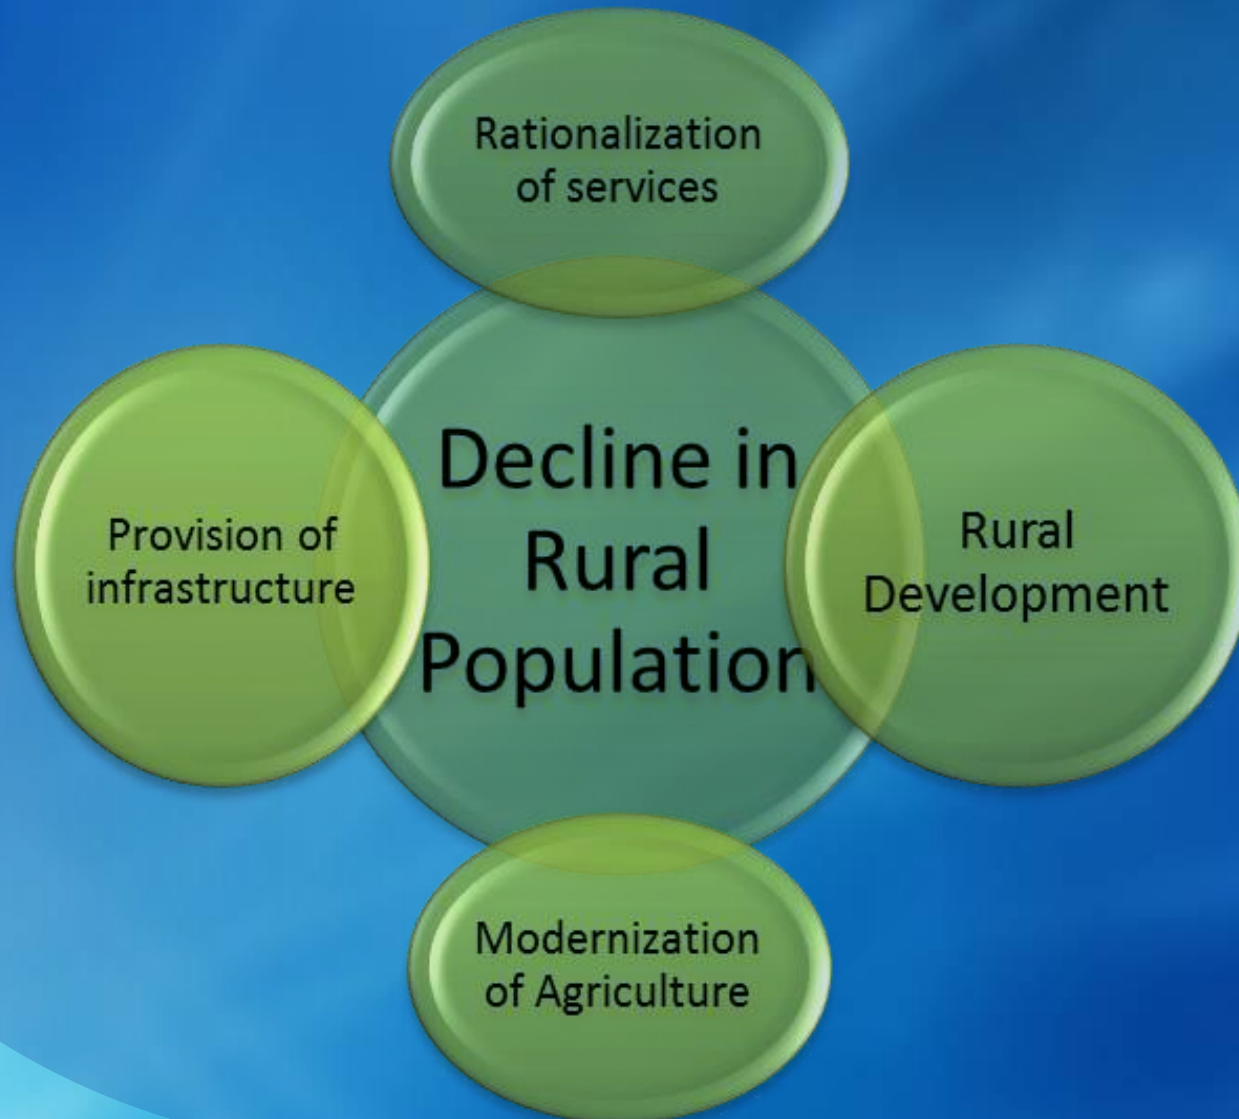 Rationalization
of services
Decline in
Rural
Population
Provision of
infrastructure
Rural
Development
Modernization
of Agriculture